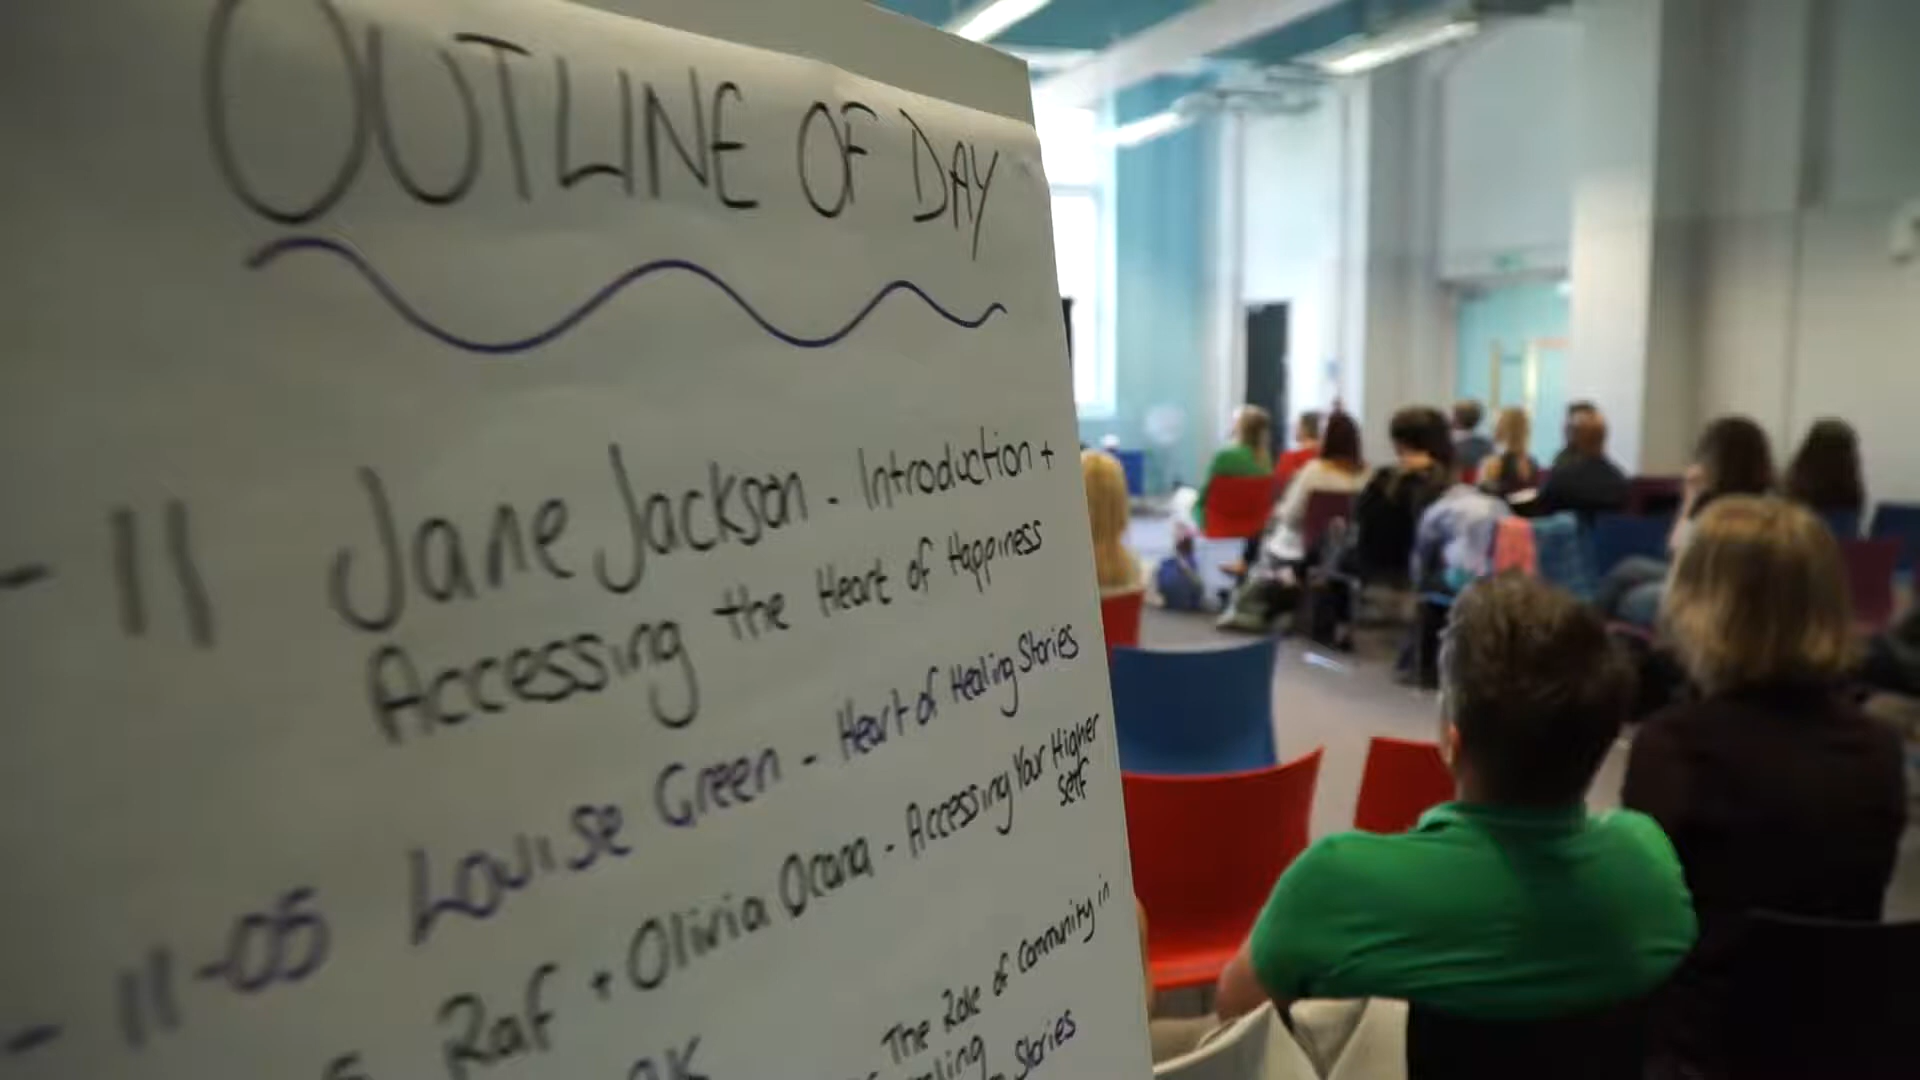 OUTLINE OF DAY
- 11 Jane Jackson - Introduction +
Accessing the Heart of Happiness
- 11-05 Louise Green - Heart of Healing Stories
Raf + Olivia Ocana - Accessing Your Higher
Self
The Role of Community in
Stories